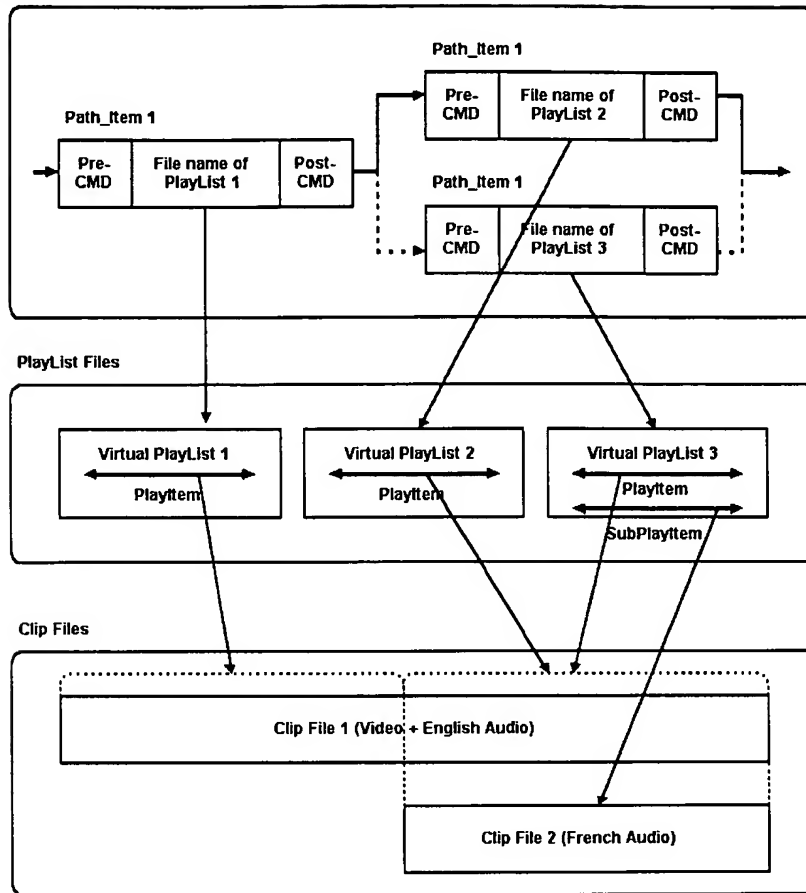 Path_Item 1
Path_Item 1
Pre-
CMD
File name of
PlayList 1
Post-
CMD
Pre-
CMD
File name of
PlayList 2
Post-
CMD
Path_Item 1
Pre-
CMD
File name of
PlayList 3
Post-
CMD
PlayList Files
Virtual PlayList 1
PlayItem
Virtual PlayList 2
PlayItem
Virtual PlayList 3
PlayItem
SubPlayItem
Clip Files
Clip File 1 (Video + English Audio)
Clip File 2 (French Audio)